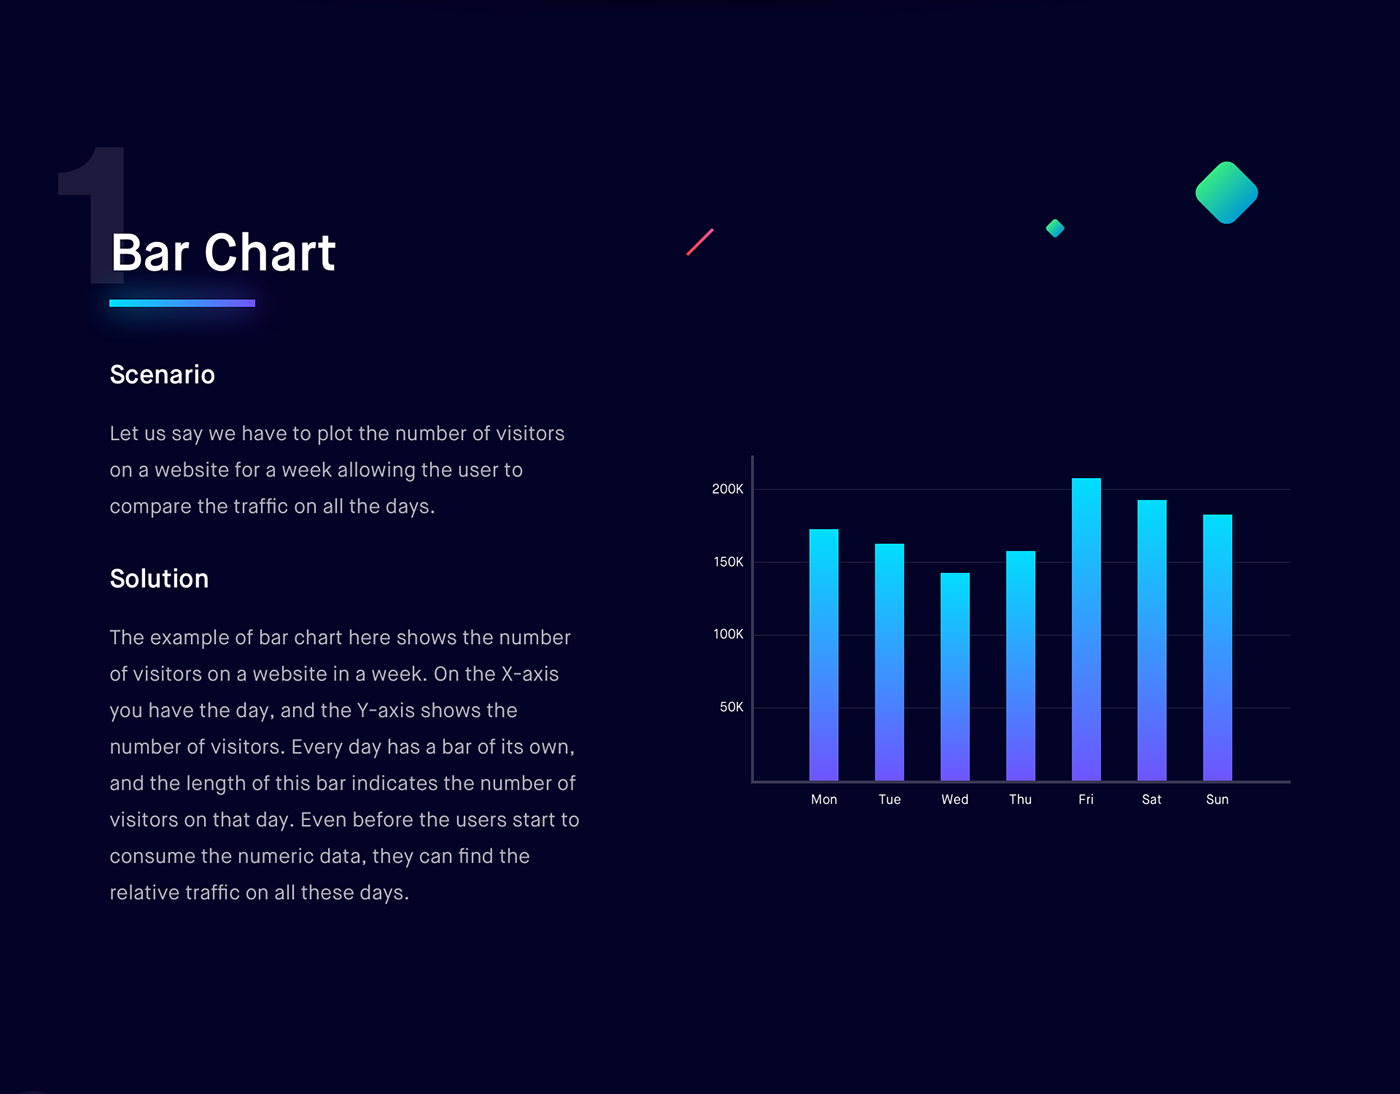 1
Bar Chart
Scenario
Let us say we have to plot the number of visitors
on a website for a week allowing the user to
compare the traffic on all the days.
Solution
The example of bar chart here shows the number
of visitors on a website in a week. On the X-axis
you have the day, and the Y-axis shows the
number of visitors. Every day has a bar of its own,
and the length of this bar indicates the number of
visitors on that day. Even before the users start to
consume the numeric data, they can find the
relative traffic on all these days.
200K
150K
100K
50K
Mon Tue Wed Thu Fri Sat Sun